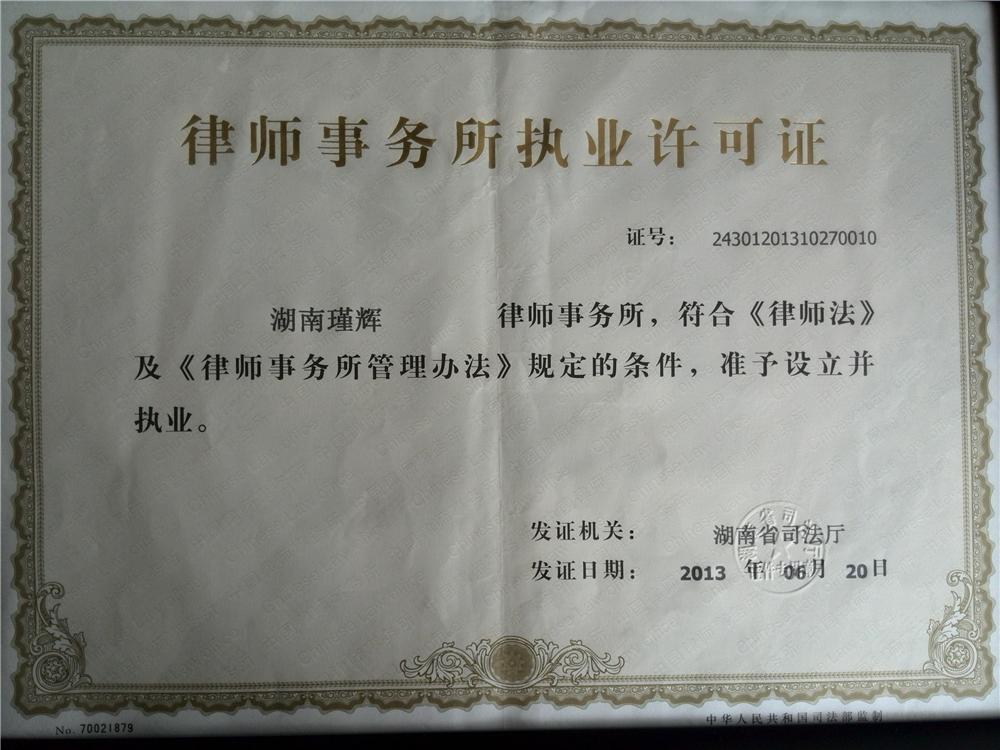 律师事务所执业许可证
证号： 24301201310270010
湖南瑾辉 律师事务所，符合《律师法》
及《律师事务所管理办法》规定的条件，准予设立并
执业。
发证机关： 湖南省司法厅
发证日期： 2013 年 06月 20日
No. 70021879
中华人民共和国司法部监制